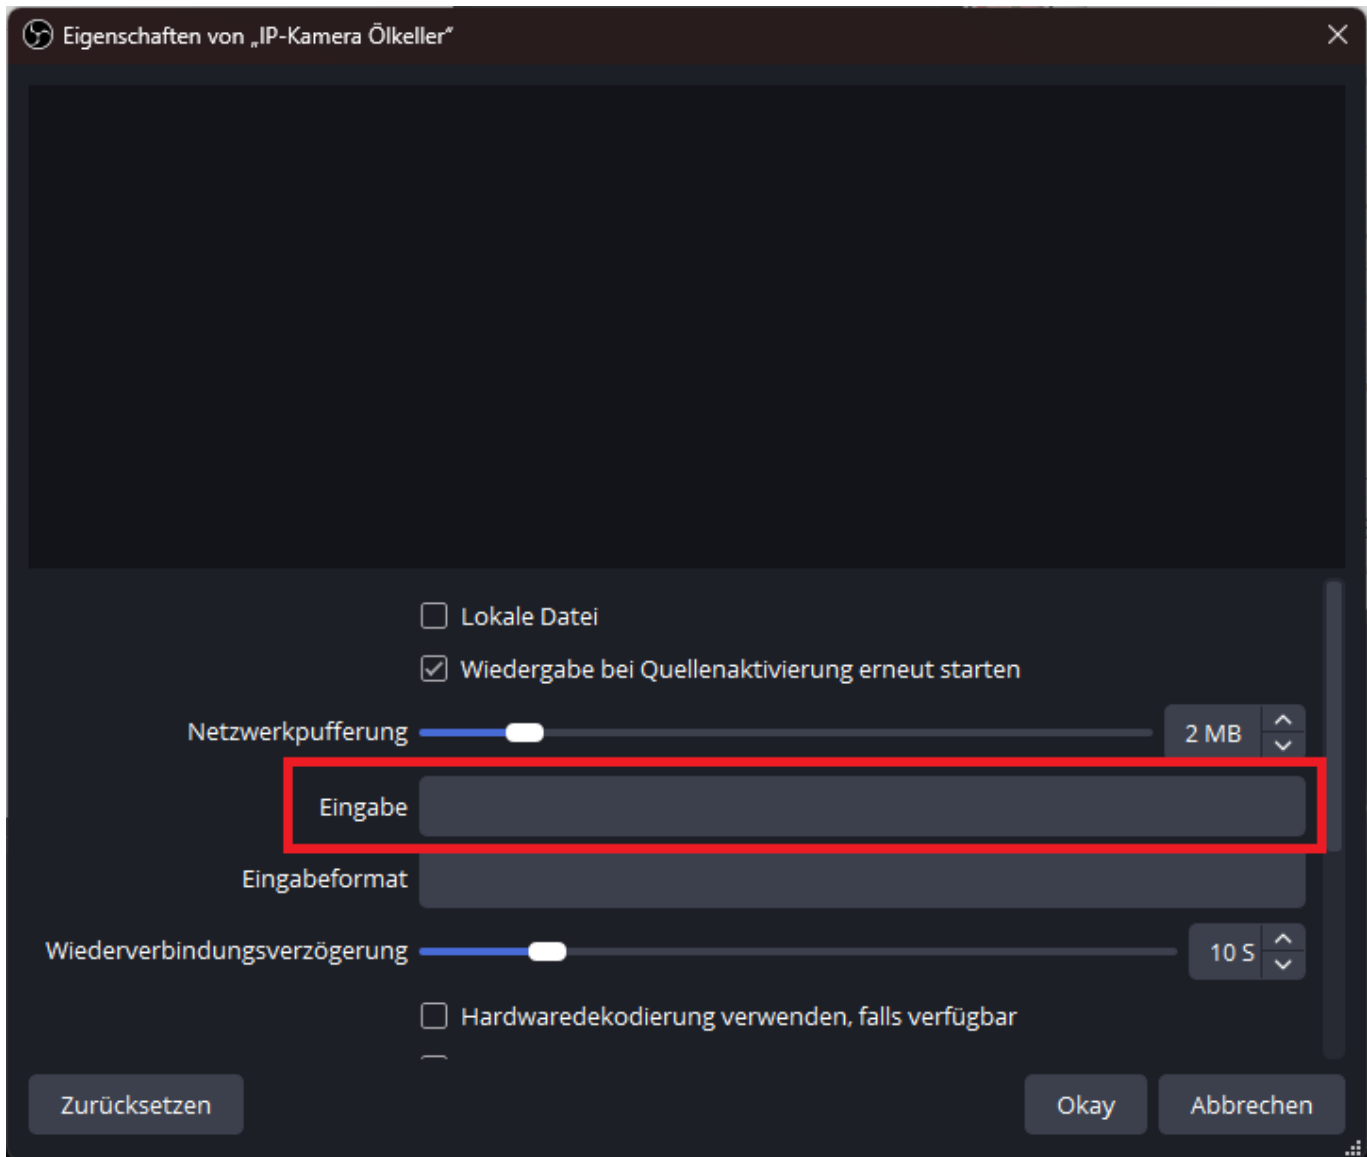 Eigenschaften von „IP-Kamera Ölkeller“
Lokale Datei
Wiedergabe bei Quellenaktivierung erneut starten
Netzwerkpufferung 2 MB
Eingabe
Eingabeformat
Wiederverbindungsverzögerung 10 S
Hardwaredekodierung verwenden, falls verfügbar
Zurücksetzen Okay Abbrechen